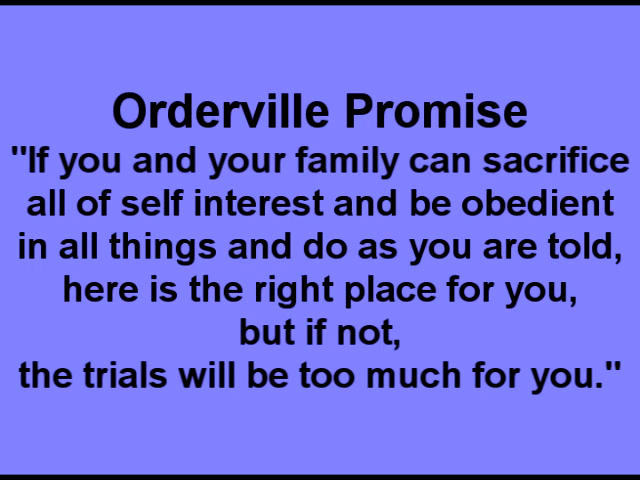 Orderville Promise
"If you and your family can sacrifice
all of self interest and be obedient
in all things and do as you are told,
here is the right place for you,
but if not,
the trials will be too much for you."